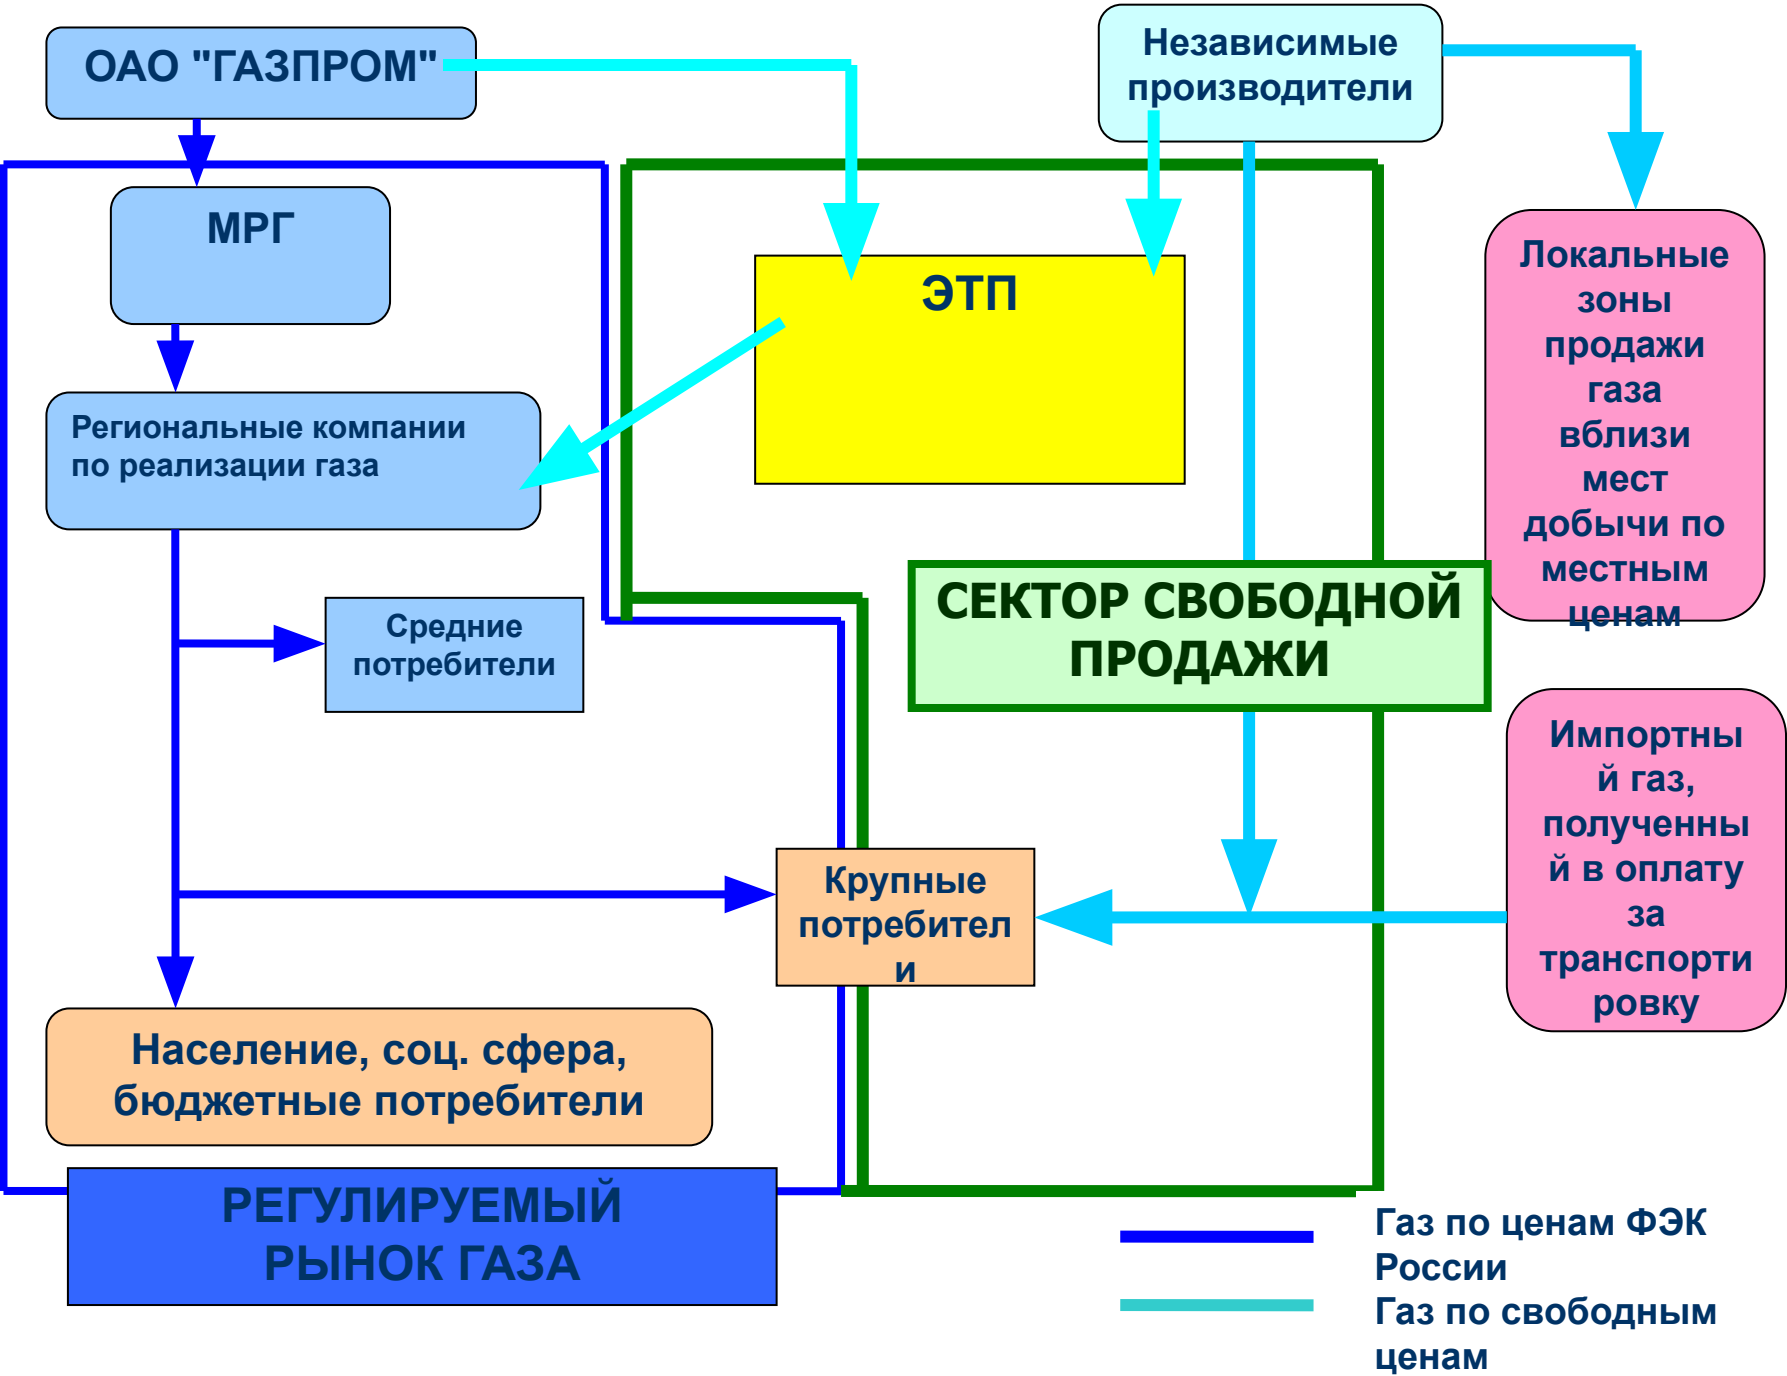 ОАО "ГАЗПРОМ"
Независимые
производители
МРГ
ЭТП
Локальные
зоны
продажи
газа
вблизи
мест
добычи по
местным
ценам
Региональные компании
по реализации газа
СЕКТОР СВОБОДНОЙ
ПРОДАЖИ
Средние
потребители
Импортны
й газ,
полученны
й в оплату
за
транспорти
ровку
Крупные
потребител
и
Население, соц. сфера,
бюджетные потребители
РЕГУЛИРУЕМЫЙ
РЫНОК ГАЗА
Газ по ценам ФЭК
России
Газ по свободным
ценам